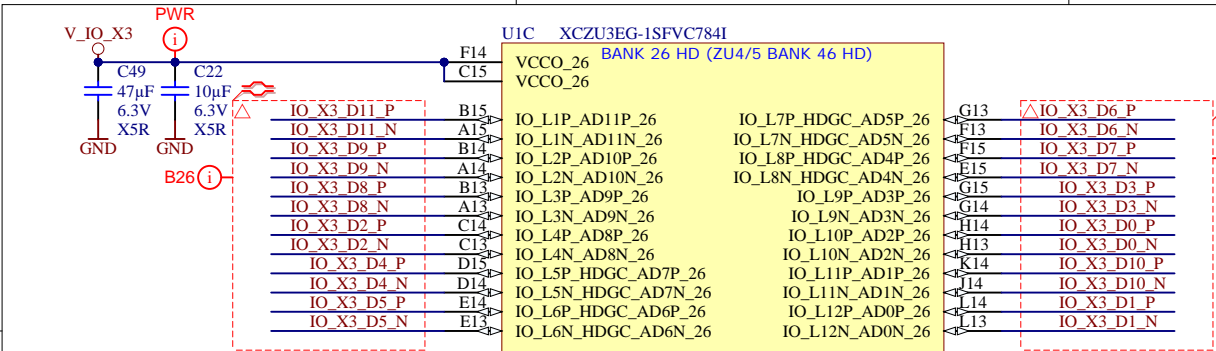 PWR
V_IO_X3
U1C XCZU3EG-1SFVC784I
BANK 26 HD (ZU4/5 BANK 46 HD)
F14 VCCO_26
C15 VCCO_26
C49 C22
47µF 10µF
6.3V 6.3V
X5R X5R
GND GND
B26
IO_X3_D11_P B15 IO_L1P_AD11P_26 IO_L7P_HDGC_AD5P_26 G13 IO_X3_D6_P
IO_X3_D11_N A15 IO_L1N_AD11N_26 IO_L7N_HDGC_AD5N_26 F13 IO_X3_D6_N
IO_X3_D9_P B14 IO_L2P_AD10P_26 IO_L8P_HDGC_AD4P_26 F15 IO_X3_D7_P
IO_X3_D9_N A14 IO_L2N_AD10N_26 IO_L8N_HDGC_AD4N_26 E15 IO_X3_D7_N
IO_X3_D8_P B13 IO_L3P_AD9P_26 IO_L9P_AD3P_26 G15 IO_X3_D3_P
IO_X3_D8_N A13 IO_L3N_AD9N_26 IO_L9N_AD3N_26 G14 IO_X3_D3_N
IO_X3_D2_P C14 IO_L4P_AD8P_26 IO_L10P_AD2P_26 H14 IO_X3_D0_P
IO_X3_D2_N C13 IO_L4N_AD8N_26 IO_L10N_AD2N_26 H13 IO_X3_D0_N
IO_X3_D4_P D15 IO_L5P_HDGC_AD7P_26 IO_L11P_AD1P_26 K14 IO_X3_D10_P
IO_X3_D4_N D14 IO_L5N_HDGC_AD7N_26 IO_L11N_AD1N_26 J14 IO_X3_D10_N
IO_X3_D5_P E14 IO_L6P_HDGC_AD6P_26 IO_L12P_AD0P_26 L14 IO_X3_D1_P
IO_X3_D5_N E13 IO_L6N_HDGC_AD6N_26 IO_L12N_AD0N_26 L13 IO_X3_D1_N